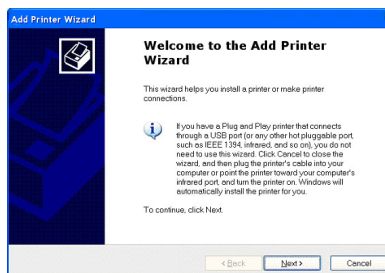 Add Printer Wizard
Welcome to the Add Printer
Wizard
This wizard helps you install a printer or make printer
connections.
If you have a Plug and Play printer that connects
through a USB port (or any other hot pluggable port,
such as IEEE 1394, infrared, and so on), you do not
need to use this wizard. Click Cancel to close the
wizard, and then plug the printer's cable into your
computer or point the printer toward your computer's
infrared port, and turn the printer on. Windows will
automatically install the printer for you.
To continue, click Next.
< Back Next > Cancel